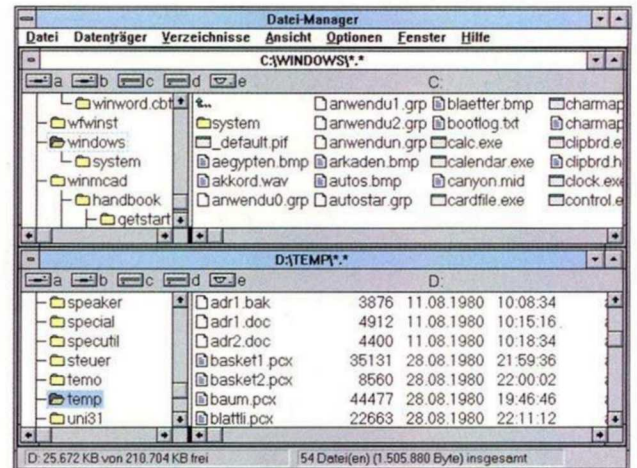 Datei-Manager
Datei Datenträger Verzeichnisse Ansicht Optionen Fenster Hilfe
C:\WINDOWS\*.*
a b c d e C:
winword.cbt
wfwinst
windows
system
winmcad
handbook
getstart
system
_default.pif
aegypten.bmp
akkord.wav
anwendu0.grp
anwendu1.grp
anwendu2.grp
anwendun.grp
arkaden.bmp
autos.bmp
autostar.grp
blaetter.bmp
bootlog.txt
calc.exe
calendar.exe
canyon.mid
cardfile.exe
charmap
charmap
clipbrd.e
clipbrd.h
clock.exe
control.e
D:\TEMP\*.*
a b c d e D:
speaker
special
specutil
steuer
temo
temp
uni31
adr1.bak 3876 11.08.1980 10:08:34
adr1.doc 4912 11.08.1980 10:15:16
adr2.doc 4400 11.08.1980 10:18:34
basket1.pcx 35131 28.08.1980 21:59:36
basket2.pcx 8560 28.08.1980 22:00:02
baum.pcx 44477 28.08.1980 19:46:46
blattli.pcx 22663 28.08.1980 22:11:12
D: 25.672 KB von 210.704 KB frei 54 Datei(en) (1.505.880 Byte) insgesamt